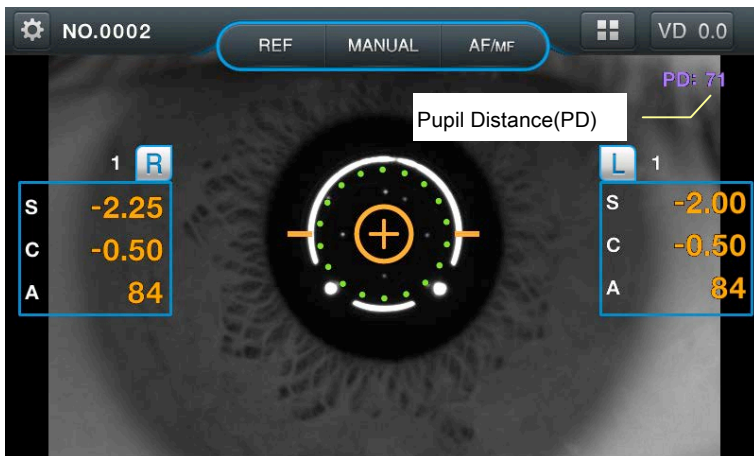 NO.0002 REF MANUAL AF/MF VD 0.0
PD: 71
Pupil Distance(PD)
1 R
S -2.25
C -0.50
A 84
L 1
S -2.00
C -0.50
A 84